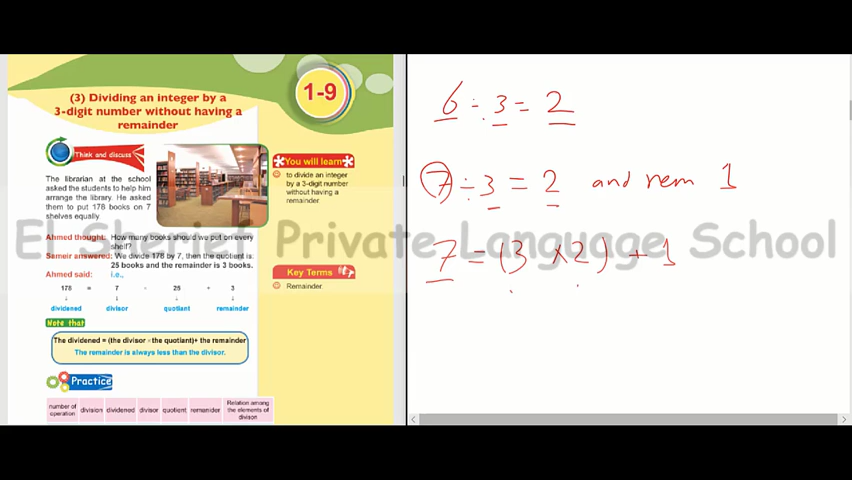 1-9
(3) Dividing an integer by a
3-digit number without having a
remainder
Think and discuss
You will learn
to divide an integer
by a 3-digit number
without having a
remainder.
The librarian at the school
asked the students to help him
arrange the library. He asked
them to put 178 books on 7
shelves equally
Ahmed thought: How many books should we put on every
shelf?
Samer answered: We divide 178 by 7, then the quotient is:
25 books and the remainder is 3 books.
Ahmed said: i.e.,
178 = 7 × 25 + 3
dividened divisor quotiant remainder
Key Terms
Remainder
Note that
The dividened = (the divisor × the quotiant)+ the remainder
The remainder is always less than the divisor.
Practice
number of operation division dividened divisor quotient remainder Relation among the elements of divison
6 ÷ 3 = 2
7 ÷ 3 = 2 and rem 1
7 = (3 × 2) + 1
El Sherief Private Language School